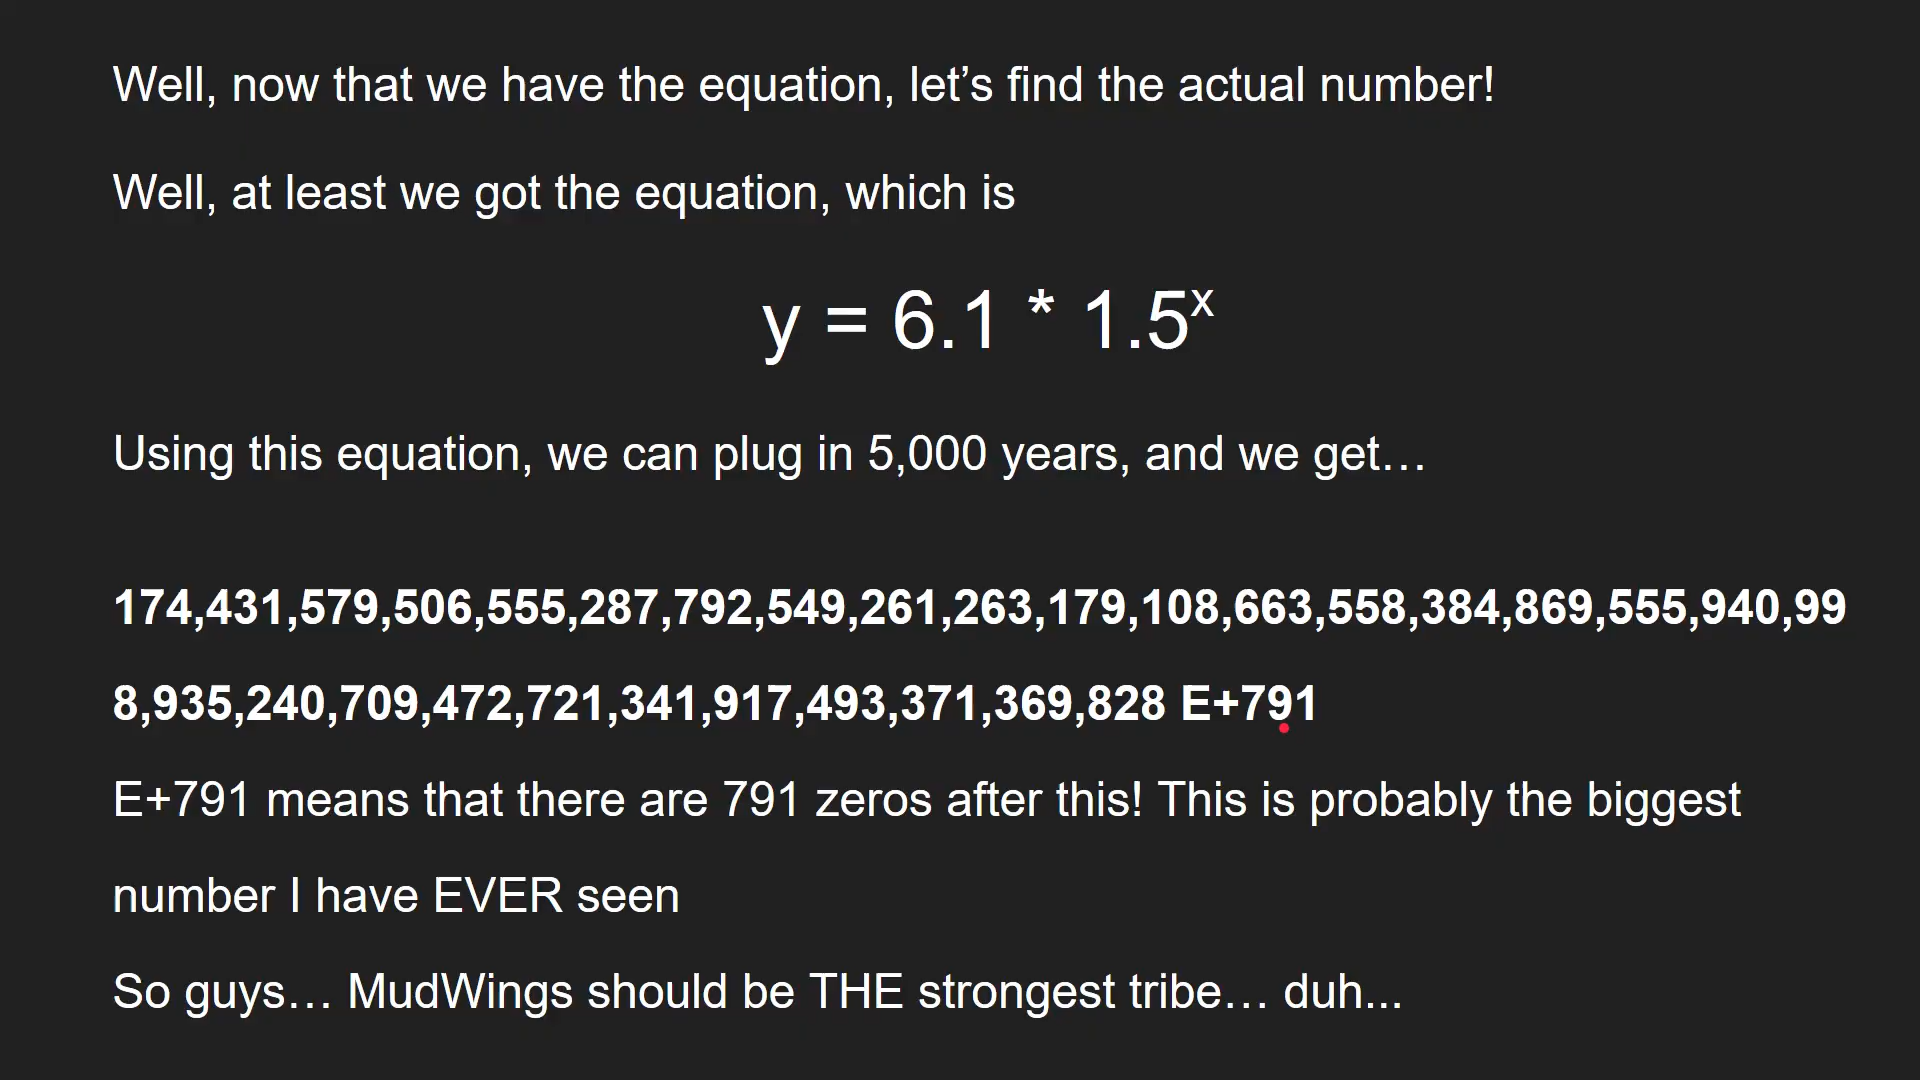 Well, now that we have the equation, let’s find the actual number!
Well, at least we got the equation, which is
y = 6.1 * 1.5ˣ
Using this equation, we can plug in 5,000 years, and we get…
174,431,579,506,555,287,792,549,261,263,179,108,663,558,384,869,555,940,99
8,935,240,709,472,721,341,917,493,371,369,828 E+791
E+791 means that there are 791 zeros after this! This is probably the biggest
number I have EVER seen
So guys… MudWings should be THE strongest tribe… duh...